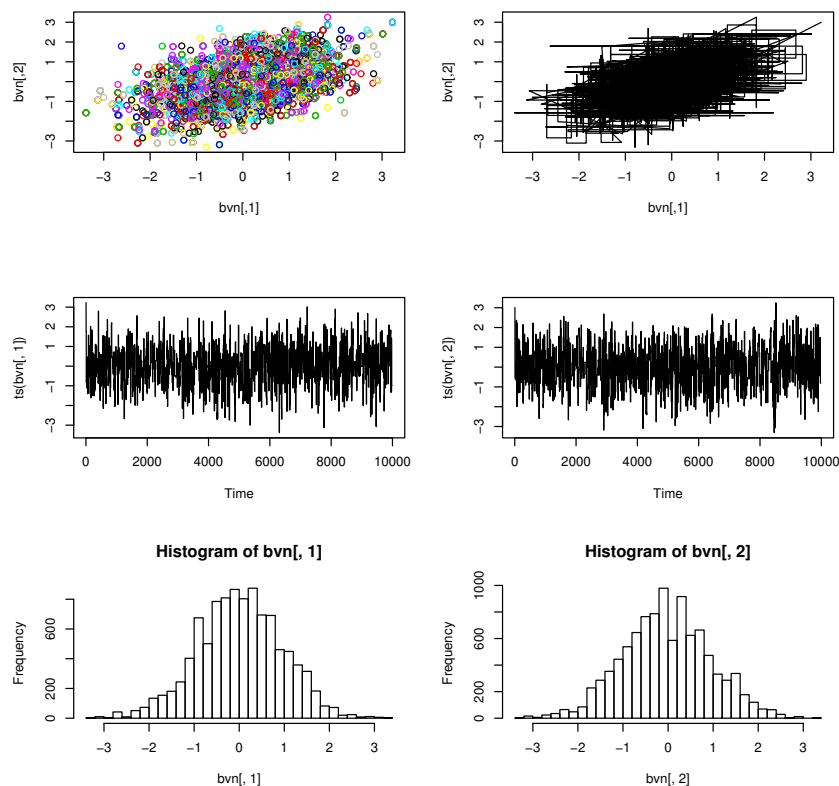 bvn[,2]
3
2
1
-1
-3
-3 -2 -1 0 1 2 3
bvn[,1]
bvn[,2]
3
2
1
-1
-3
-3 -2 -1 0 1 2 3
bvn[,1]
ts(bvn[, 1])
3
2
1
-1
-3
0 2000 4000 6000 8000 10000
Time
ts(bvn[, 2])
3
2
1
-1
-3
0 2000 4000 6000 8000 10000
Time
Histogram of bvn[, 1]
Frequency
600
200
0
-3 -2 -1 0 1 2 3
bvn[, 1]
Histogram of bvn[, 2]
Frequency
1000
600
200
0
-3 -2 -1 0 1 2 3
bvn[, 2]